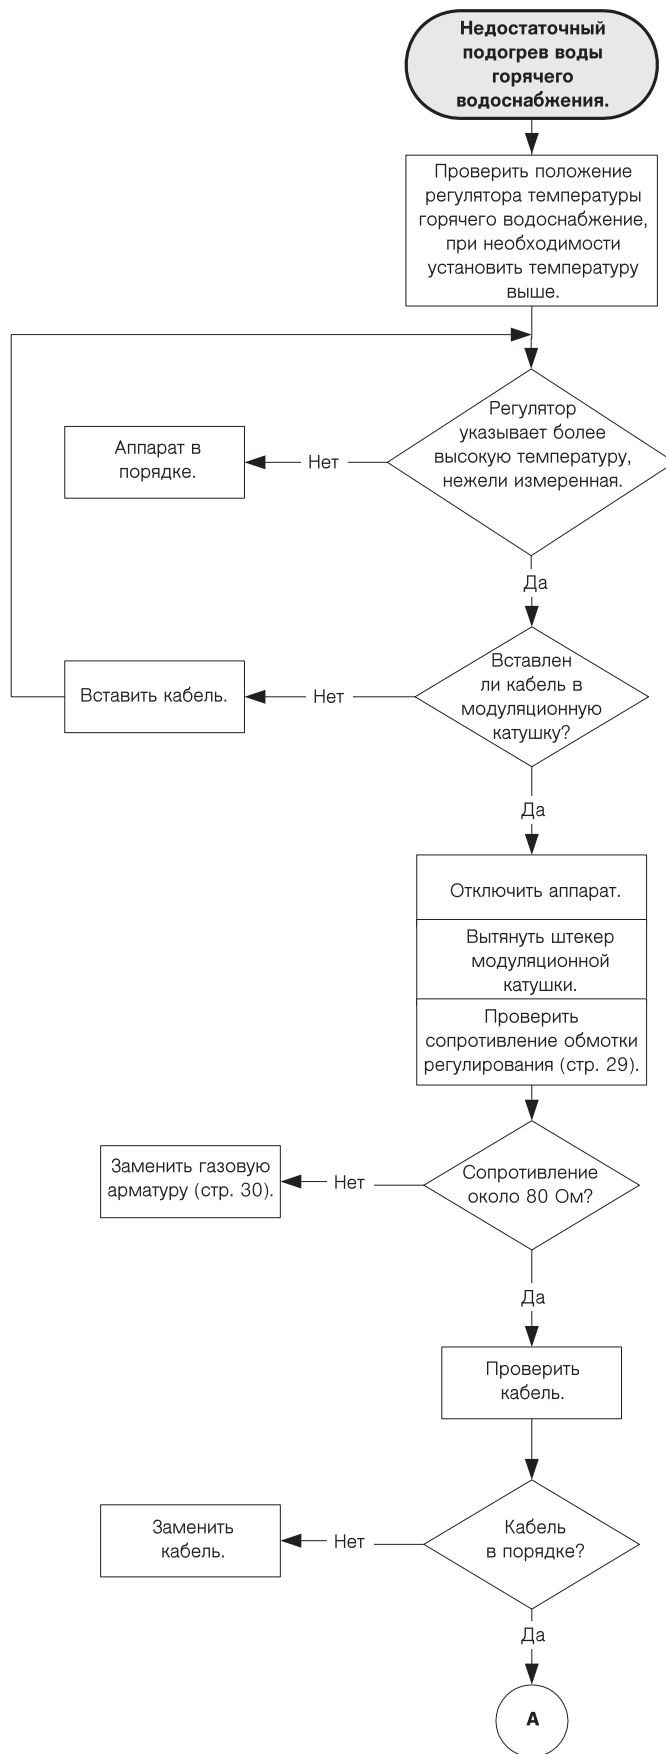 Недостаточный
подогрев воды
горячего
водоснабжения.
Проверить положение
регулятора температуры
горячего водоснабжение,
при необходимости
установить температуру
выше.
Регулятор
указывает более
высокую температуру,
нежели измеренная.
Нет
Аппарат в
порядке.
Да
Вставлен
ли кабель в
модуляционную
катушку?
Нет
Вставить кабель.
Да
Отключить аппарат.
Вытянуть штекер
модуляционной
катушки.
Проверить
сопротивление обмотки
регулирования (стр. 29).
Сопротивление
около 80 Ом?
Нет
Заменить газовую
арматуру (стр. 30).
Да
Проверить
кабель.
Кабель
в порядке?
Нет
Заменить
кабель.
Да
A